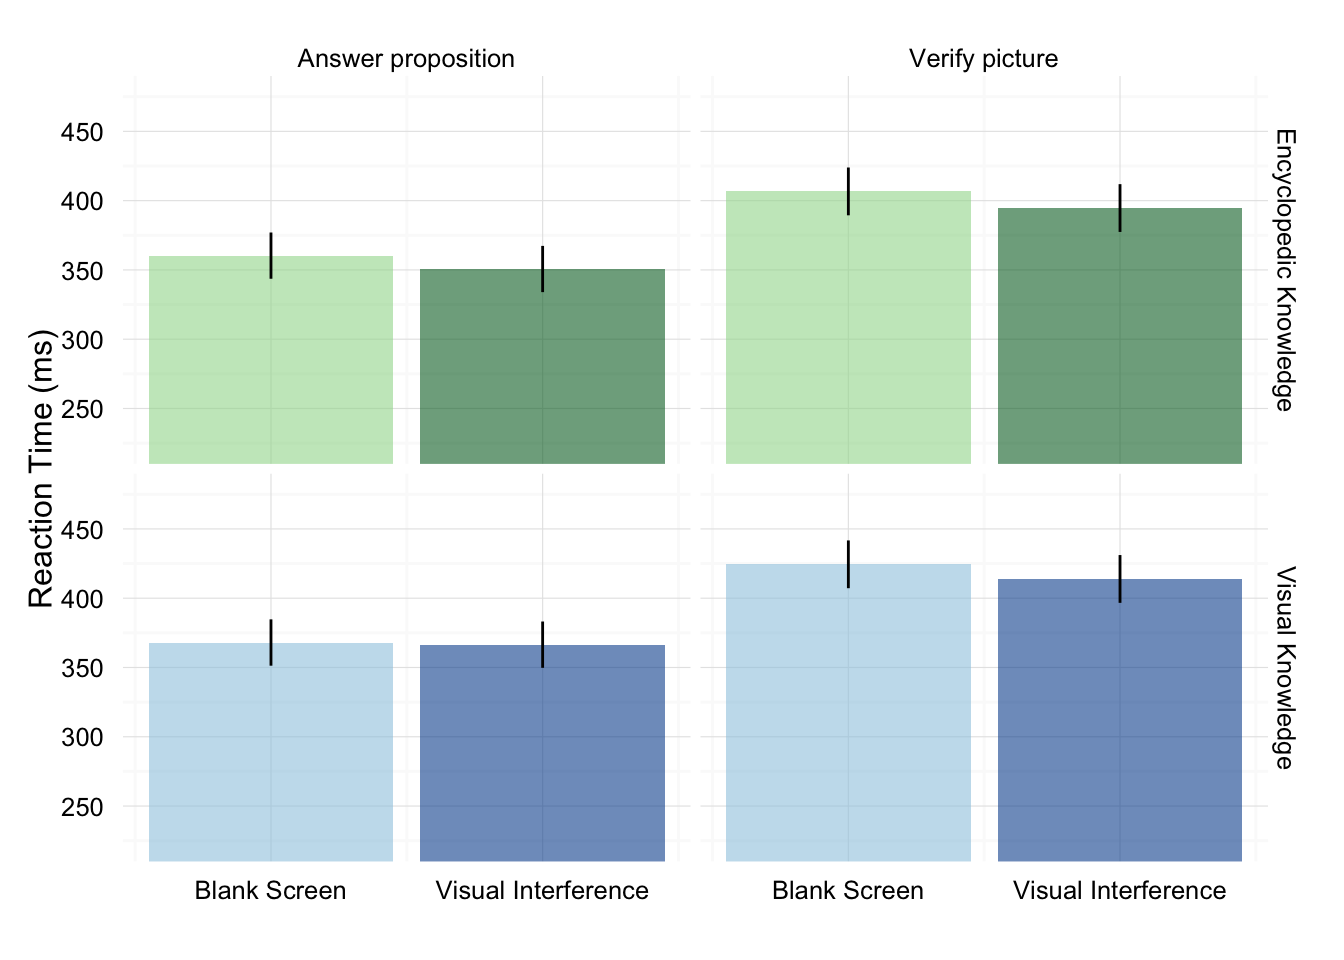 Answer proposition
Verify picture
450
400
350
300
250
Encyclopedic Knowledge
Reaction Time (ms)
450
400
350
300
250
Visual Knowledge
Blank Screen
Visual Interference
Blank Screen
Visual Interference